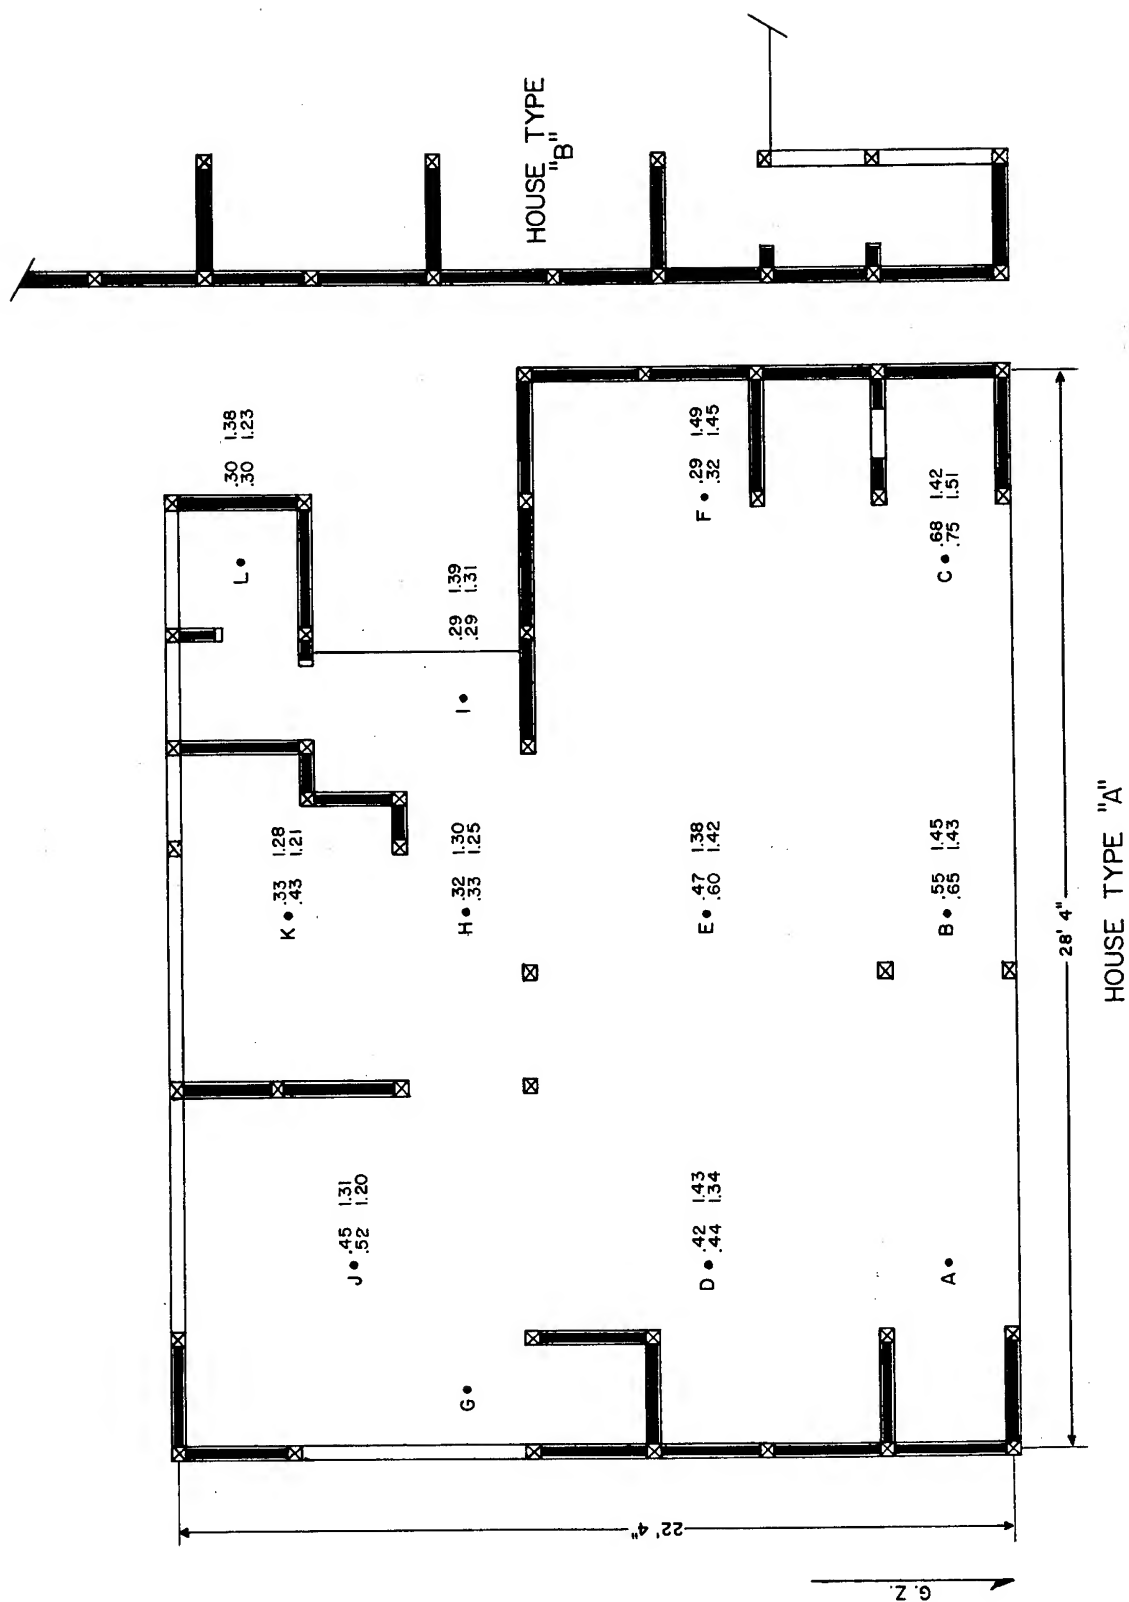 L • .30 1.38
.30 1.23
K • .33 1.28
.43 1.21
J • .45 1.31
.52 1.20
G •
H • .32 1.30
.33 1.25
I • .29 1.39
.29 1.31
HOUSE TYPE
"B"
22' 4"
D • .42 1.43
.44 1.34
E • .47 1.38
.60 1.42
F • .29 1.49
.32 1.45
G.Z.
A •
B • .55 1.45
.65 1.43
C • .68 1.42
.75 1.51
28' 4"
HOUSE TYPE "A"